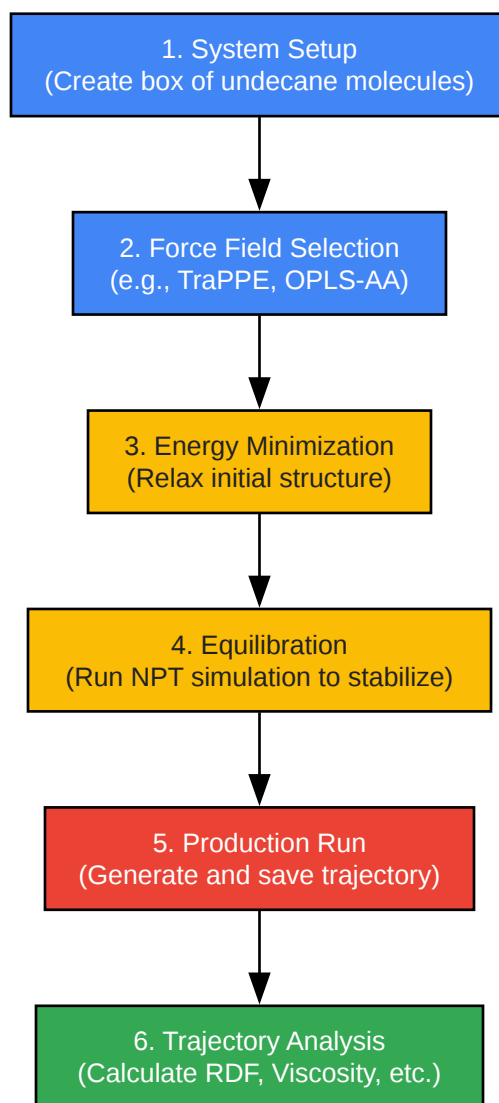 1. System Setup
(Create box of undecane molecules)
2. Force Field Selection
(e.g., TraPPE, OPLS-AA)
3. Energy Minimization
(Relax initial structure)
4. Equilibration
(Run NPT simulation to stabilize)
5. Production Run
(Generate and save trajectory)
6. Trajectory Analysis
(Calculate RDF, Viscosity, etc.)